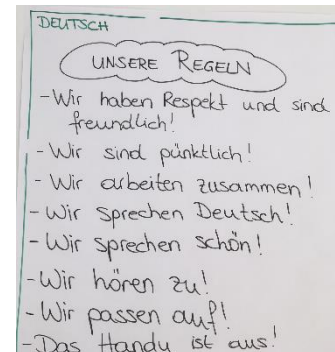 DEUTSCH
UNSERE REGELN
- Wir haben Respekt und sind
freundlich!
- Wir sind pünktlich!
- Wir arbeiten zusammen!
- Wir sprechen Deutsch!
- Wir sprechen schön!
- Wir hören zu!
- Wir passen auf!
- Das Handy ist aus!